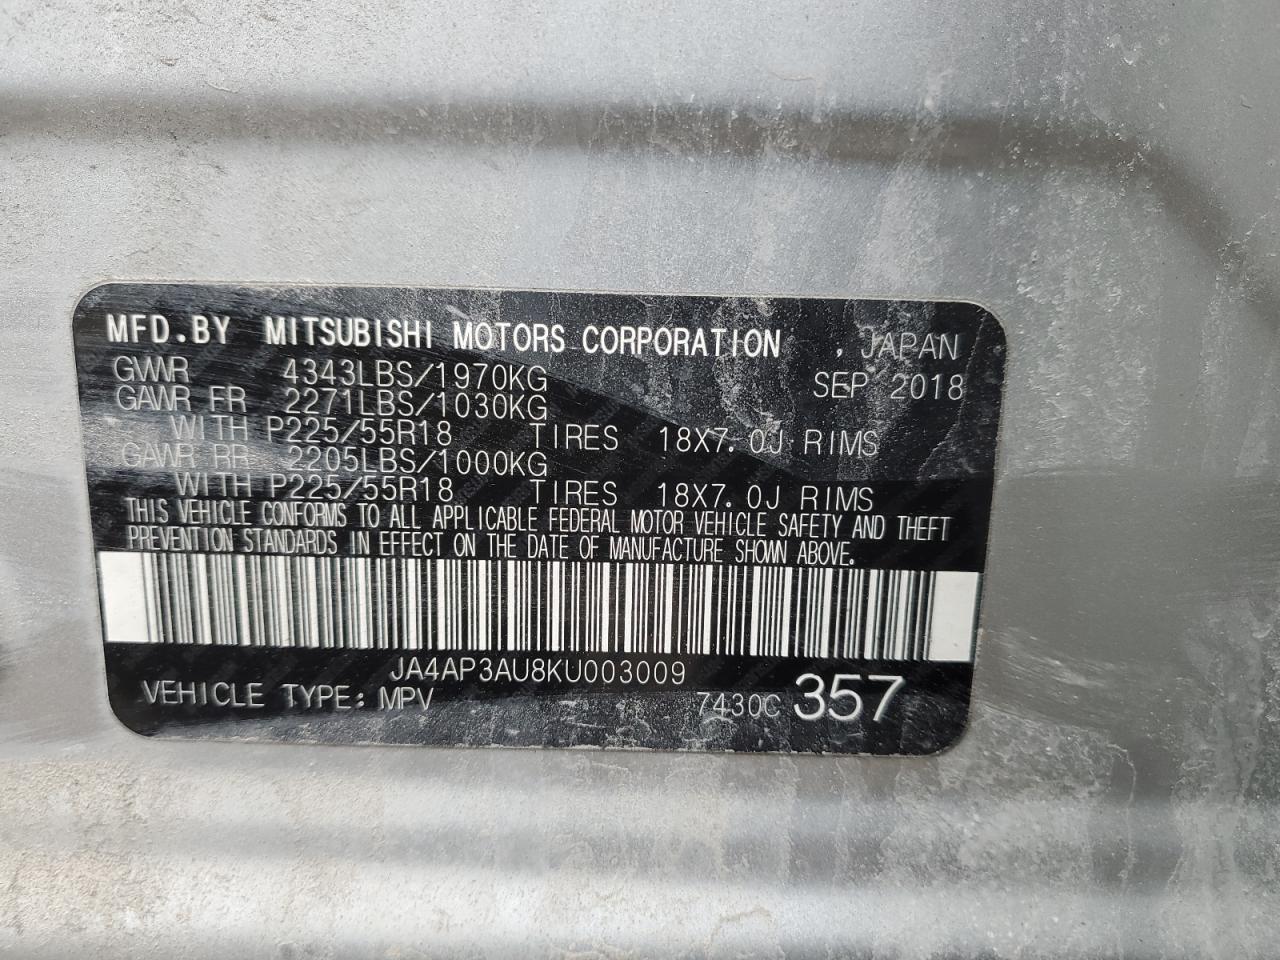 MFD.BY MITSUBISHI MOTORS CORPORATION , JAPAN
GVWR 4343LBS/1970KG SEP 2018
GAWR FR 2271LBS/1030KG
WITH P225/55R18 TIRES 18X7.0J RIMS
GAWR RR 2205LBS/1000KG
WITH P225/55R18 TIRES 18X7.0J RIMS
THIS VEHICLE CONFORMS TO ALL APPLICABLE FEDERAL MOTOR VEHICLE SAFETY AND THEFT
PREVENTION STANDARDS IN EFFECT ON THE DATE OF MANUFACTURE SHOWN ABOVE.
JA4AP3AU8KU003009
VEHICLE TYPE: MPV 7430C 357